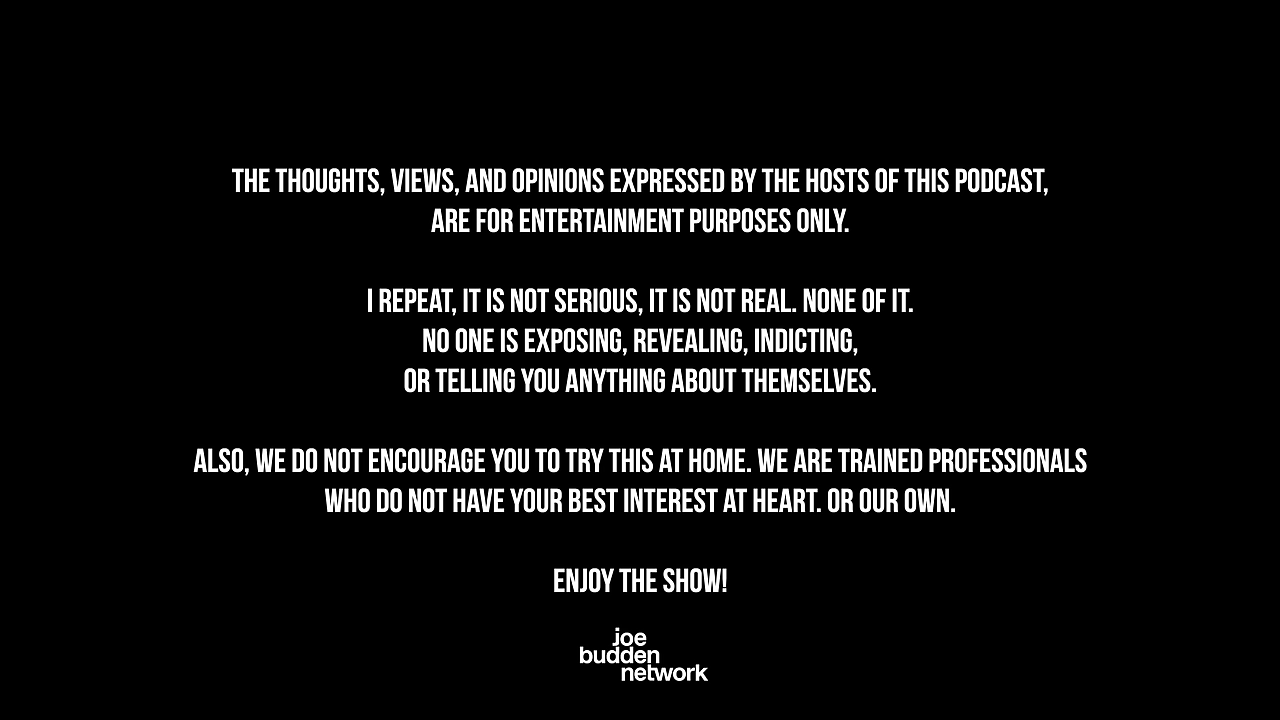 THE THOUGHTS, VIEWS, AND OPINIONS EXPRESSED BY THE HOSTS OF THIS PODCAST,
ARE FOR ENTERTAINMENT PURPOSES ONLY.
I REPEAT, IT IS NOT SERIOUS, IT IS NOT REAL. NONE OF IT.
NO ONE IS EXPOSING, REVEALING, INDICTING,
OR TELLING YOU ANYTHING ABOUT THEMSELVES.
ALSO, WE DO NOT ENCOURAGE YOU TO TRY THIS AT HOME. WE ARE TRAINED PROFESSIONALS
WHO DO NOT HAVE YOUR BEST INTEREST AT HEART. OR OUR OWN.
ENJOY THE SHOW!
joe
budden
network